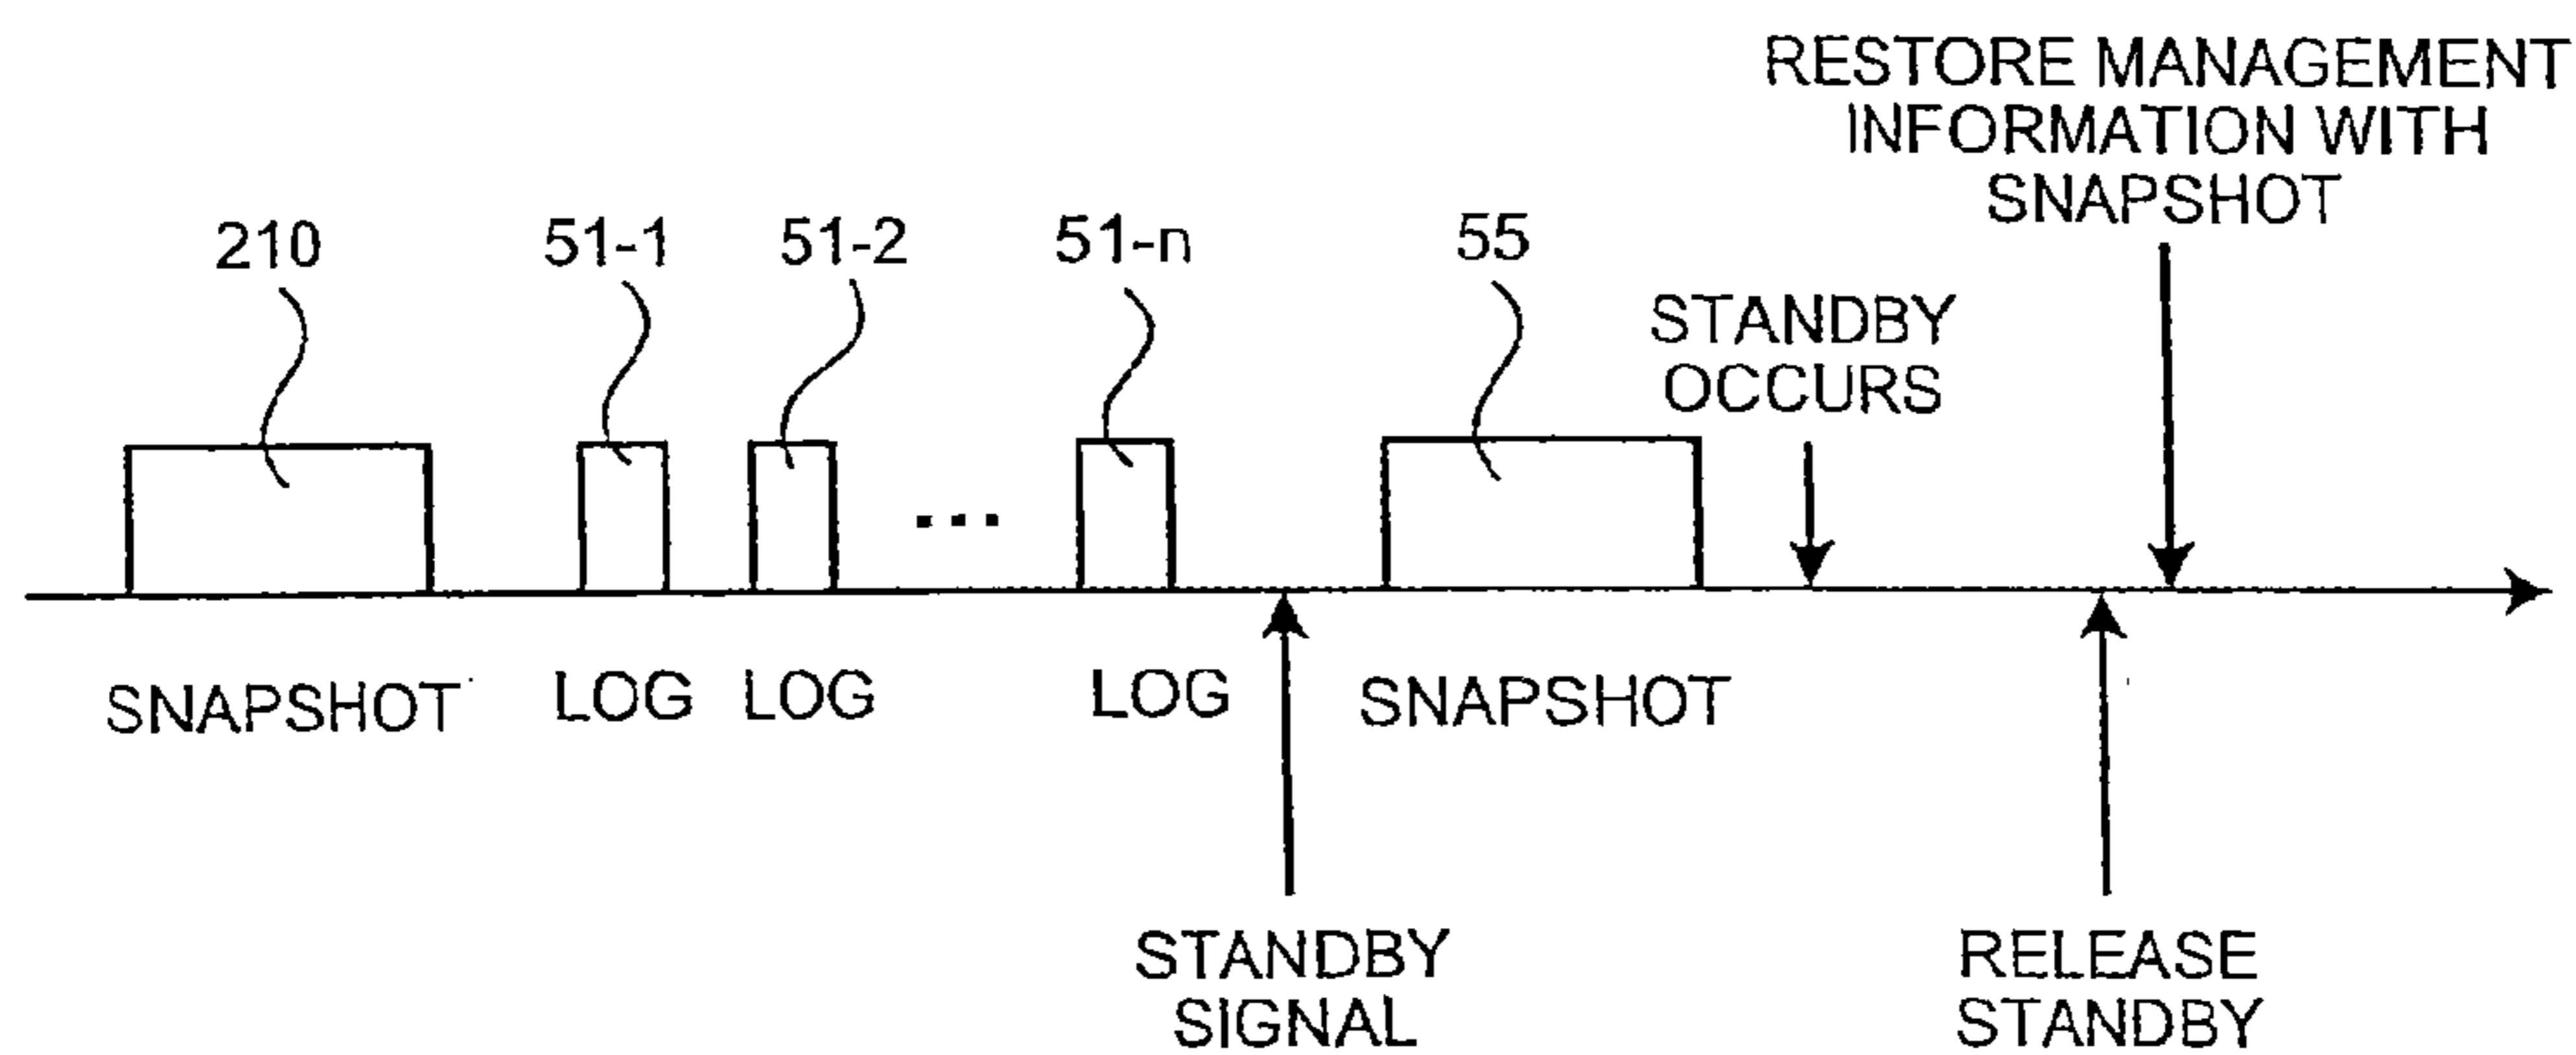 RESTORE MANAGEMENT
INFORMATION WITH
SNAPSHOT
210
51-1
51-2
51-n
55
STANDBY
OCCURS
...
SNAPSHOT
LOG
LOG
LOG
SNAPSHOT
STANDBY
SIGNAL
RELEASE
STANDBY